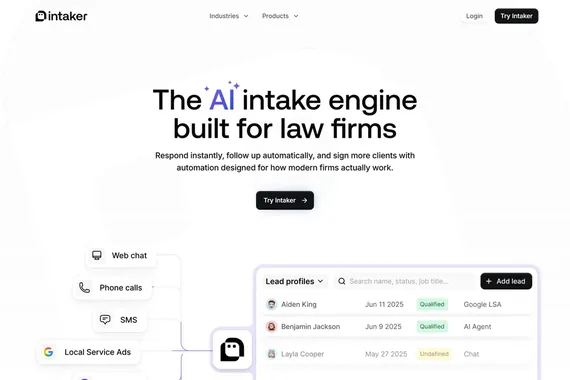 intaker
Industries
Products
Login
Try Intaker
The AI intake engine
built for law firms
Respond instantly, follow up automatically, and sign more clients with
automation designed for how modern firms actually work.
Try Intaker →
Web chat
Phone calls
SMS
Local Service Ads
Lead profiles
Search name, status, job title...
+ Add lead
Aiden King Jun 11 2025 Qualified Google LSA
Benjamin Jackson Jun 9 2025 Qualified AI Agent
Layla Cooper May 27 2025 Undefined Chat